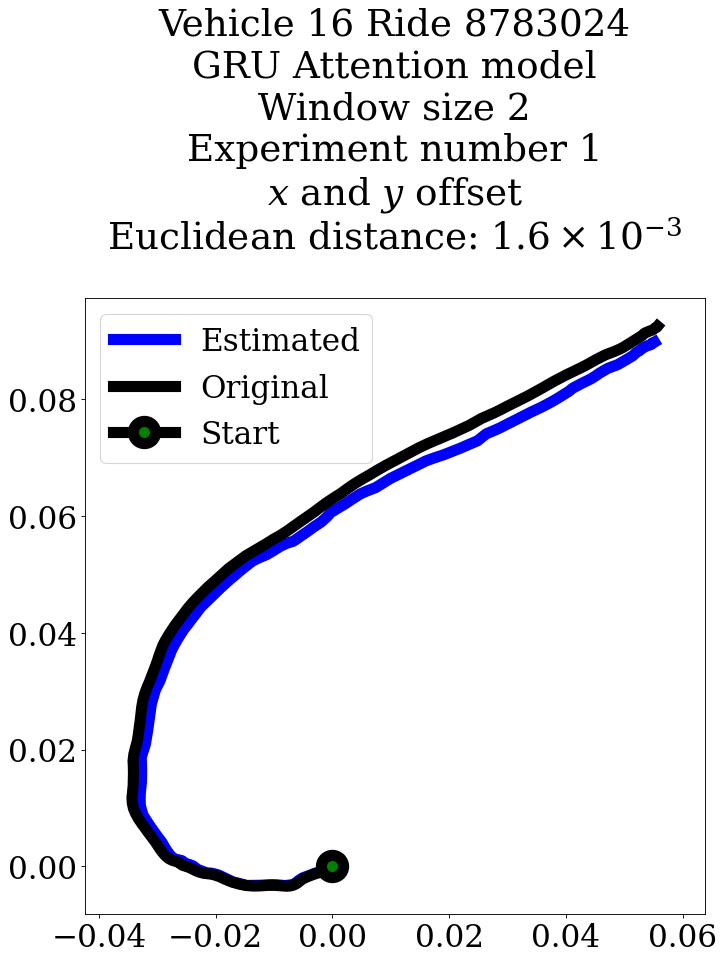 Vehicle 16 Ride 8783024
GRU Attention model
Window size 2
Experiment number 1
x and y offset
Euclidean distance: 1.6 × 10⁻³
Estimated
Original
Start
0.08
0.06
0.04
0.02
0.00
−0.04 −0.02 0.00 0.02 0.04 0.06